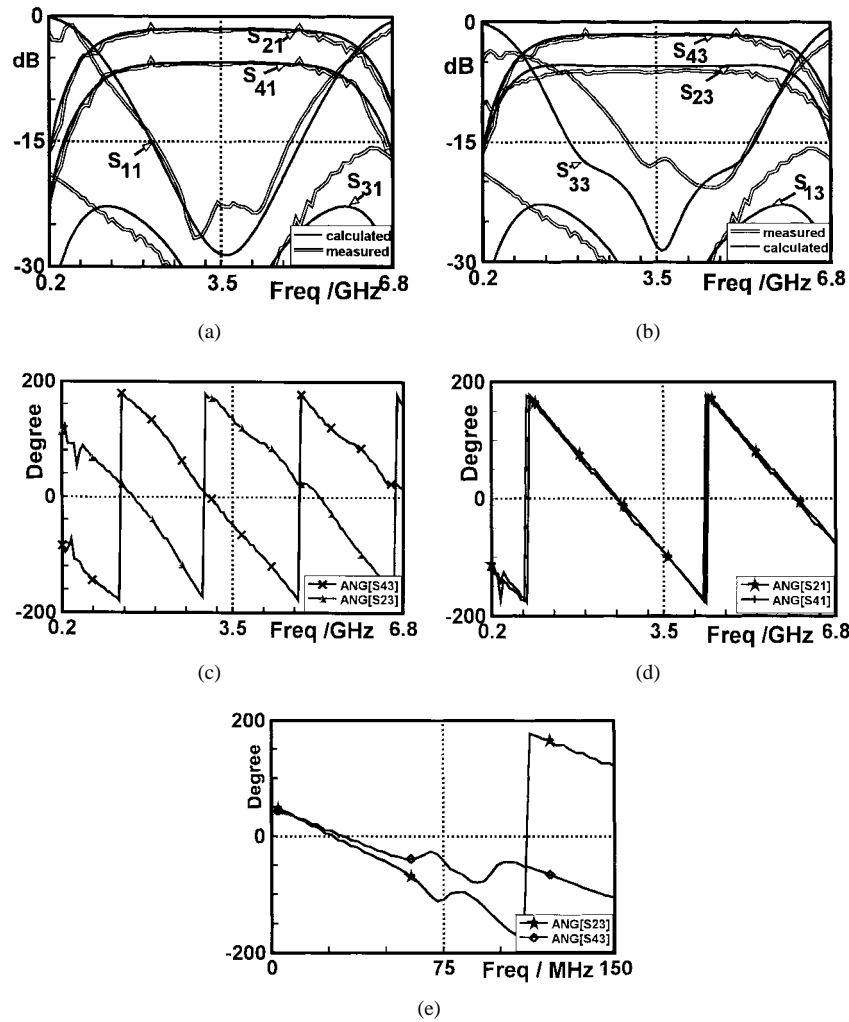 0
dB
-15
-30
S21
S41
S11
S31
calculated
measured
0.2
3.5
6.8
Freq /GHz
(a)
0
dB
-15
-30
S43
S23
S33
S13
measured
calculated
0.2
3.5
6.8
Freq /GHz
(b)
200
0
-200
Degree
ANG[S43]
ANG[S23]
0.2
3.5
6.8
Freq /GHz
(c)
200
0
-200
Degree
ANG[S21]
ANG[S41]
0.2
3.5
6.8
Freq /GHz
(d)
200
0
-200
Degree
ANG[S23]
ANG[S43]
0
75
Freq / MHz
150
(e)